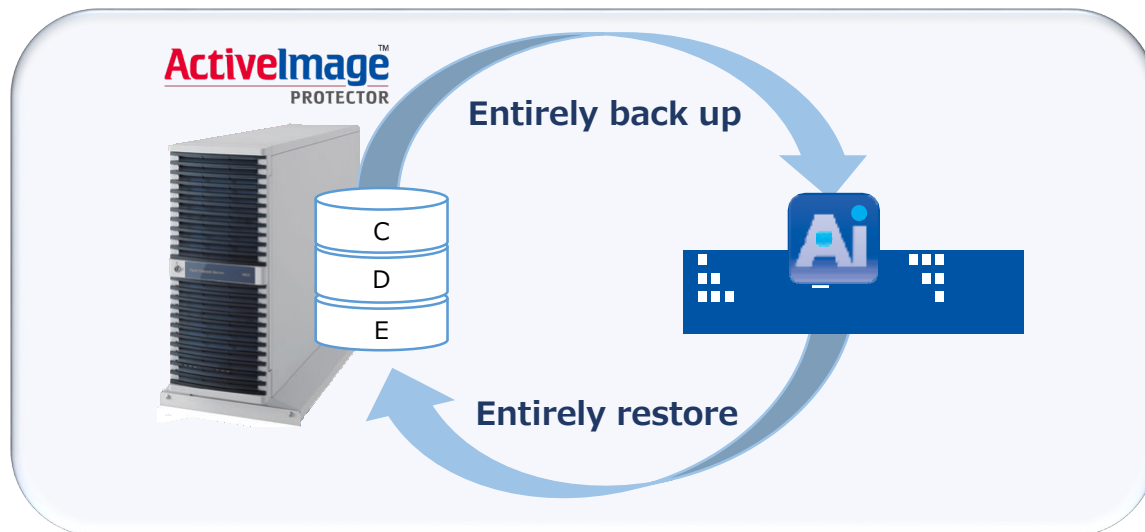 ActiveImage™
PROTECTOR
Entirely back up
C
D
E
Ai
Entirely restore